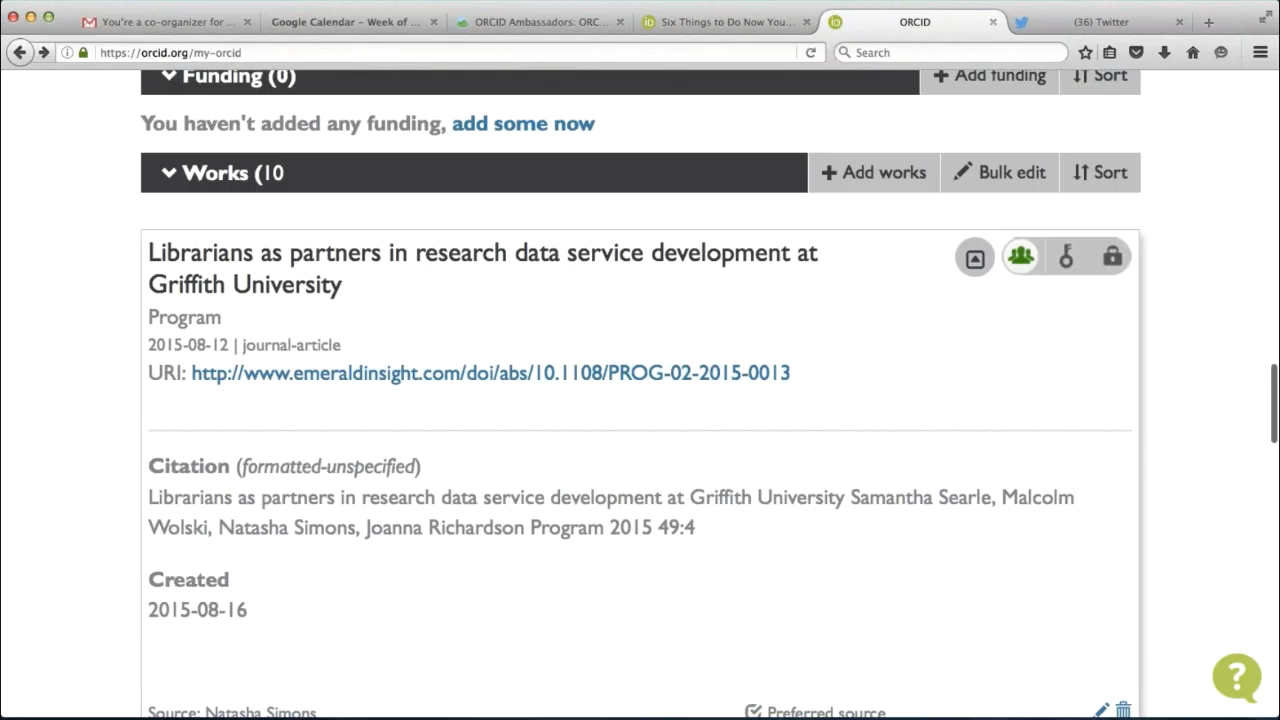 You're a co-organizer for ...
Google Calendar – Week of ...
ORCID Ambassadors: ORC...
Six Things to Do Now You...
ORCID
(36) Twitter
https://orcid.org/my-orcid
Search
Funding (0)
Add funding
Sort
You haven't added any funding, add some now
Works (10
Add works
Bulk edit
Sort
Librarians as partners in research data service development at
Griffith University
Program
2015-08-12 | journal-article
URI: http://www.emeraldinsight.com/doi/abs/10.1108/PROG-02-2015-0013
Citation (formatted-unspecified)
Librarians as partners in research data service development at Griffith University Samantha Searle, Malcolm
Wolski, Natasha Simons, Joanna Richardson Program 2015 49:4
Created
2015-08-16
Source: Natasha Simons
Preferred source